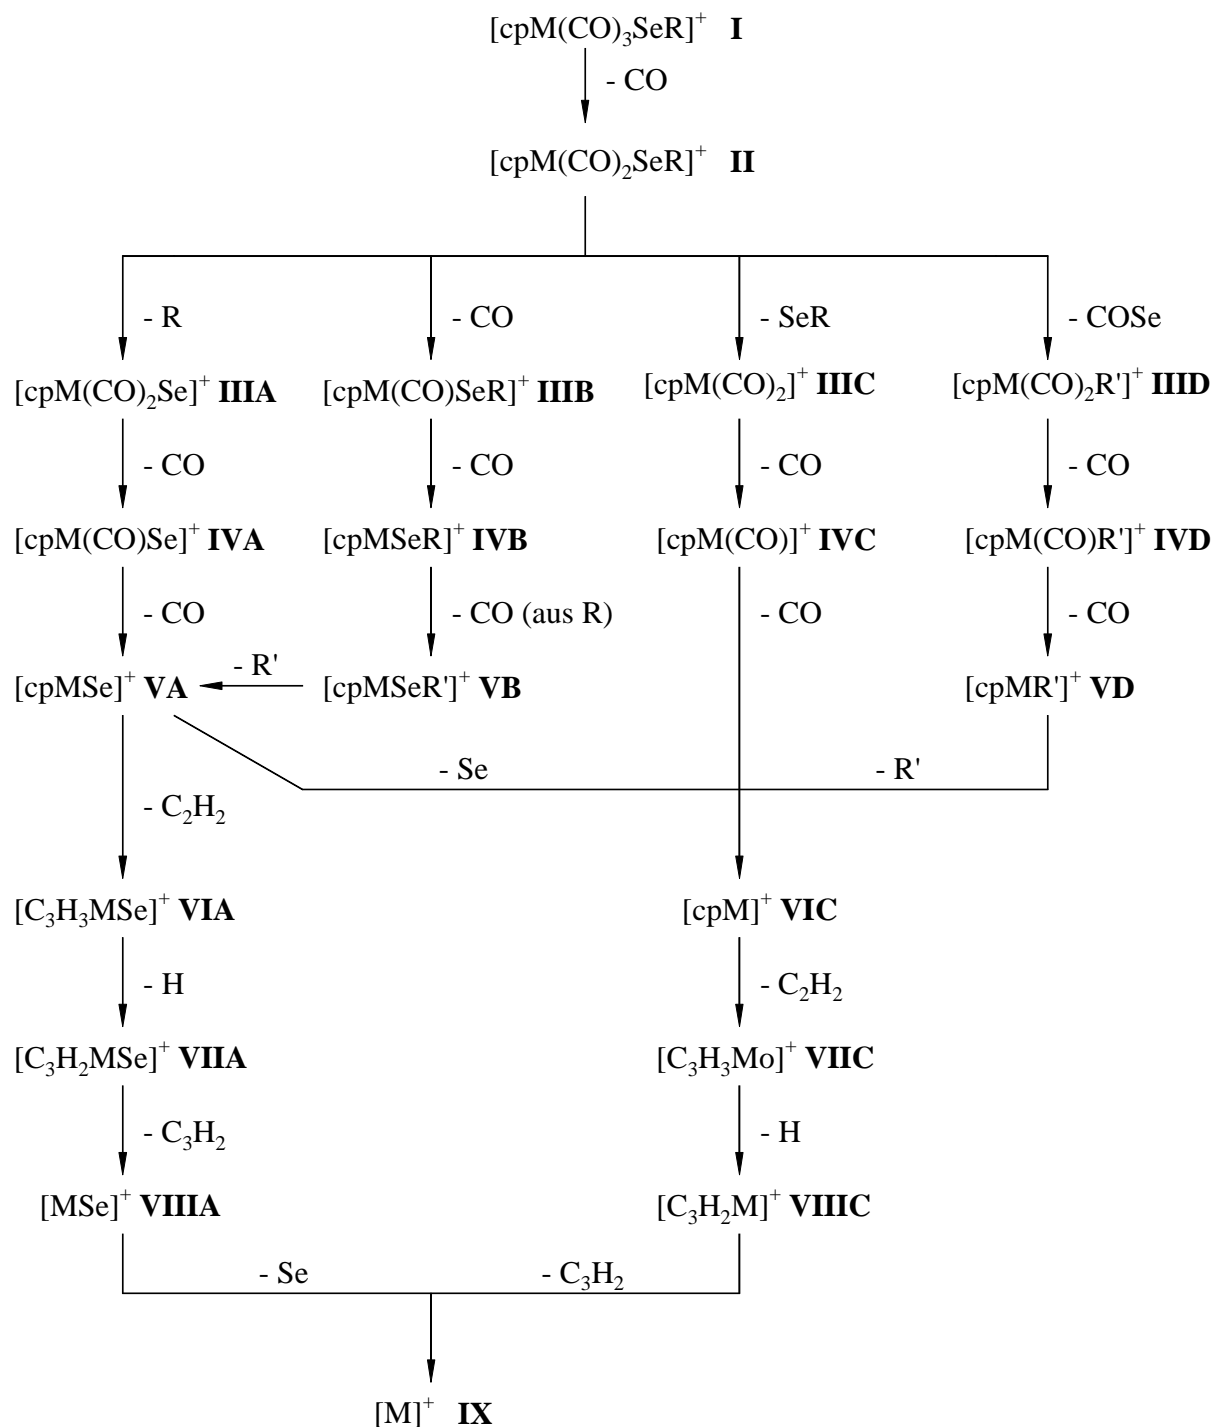 [cpM(CO)₃SeR]⁺ I
- CO
[cpM(CO)₂SeR]⁺ II
- R - CO - SeR - COSe
[cpM(CO)₂Se]⁺ IIIA [cpM(CO)SeR]⁺ IIIB [cpM(CO)₂]⁺ IIIC [cpM(CO)₂R']⁺ IIID
- CO - CO - CO - CO
[cpM(CO)Se]⁺ IVA [cpMSeR]⁺ IVB [cpM(CO)]⁺ IVC [cpM(CO)R']⁺ IVD
- CO - CO (aus R) - CO - CO
[cpMSe]⁺ VA - R' [cpMSeR']⁺ VB [cpMR']⁺ VD
- Se - R'
- C₂H₂
[C₃H₃MSe]⁺ VIA [cpM]⁺ VIC
- H - C₂H₂
[C₃H₂MSe]⁺ VIIA [C₃H₃Mo]⁺ VIIC
- C₃H₂ - H
[MSe]⁺ VIIIA [C₃H₂M]⁺ VIIIC
- Se - C₃H₂
[M]⁺ IX